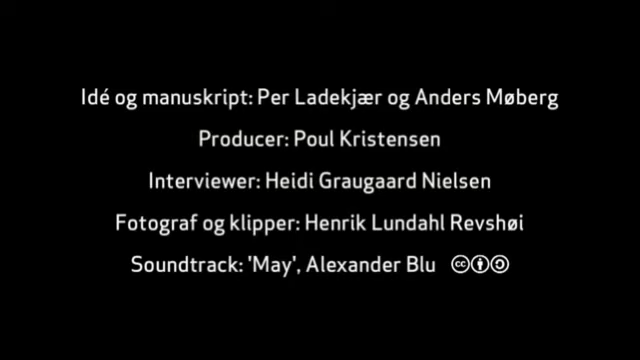 Idé og manuskript: Per Ladekjær og Anders Møberg
Producer: Poul Kristensen
Interviewer: Heidi Graugaard Nielsen
Fotograf og klipper: Henrik Lundahl Revshøi
Soundtrack: 'May', Alexander Blu cc